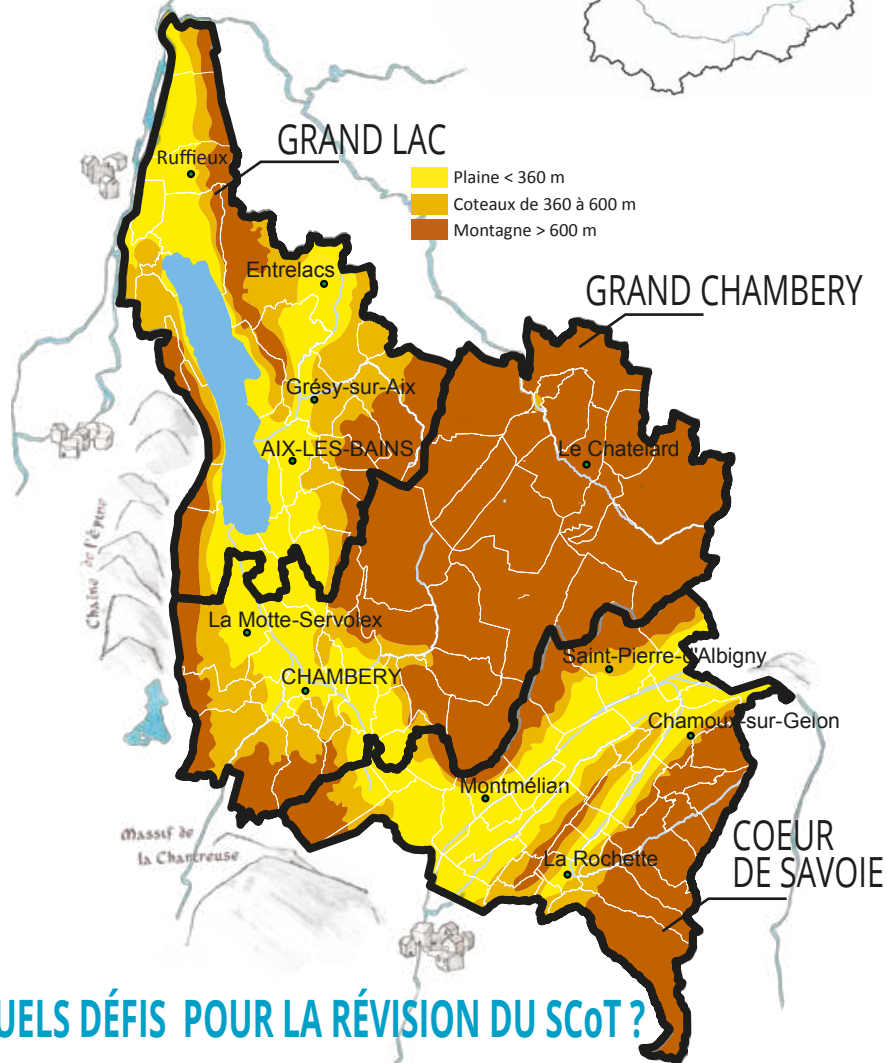 GRAND LAC
Ruffieux
Plaine < 360 m
Coteaux de 360 à 600 m
Montagne > 600 m
Entrelacs
GRAND CHAMBERY
Grésy-sur-Aix
AIX-LES-BAINS
Le Chatelard
Chaîne de l'épine
La Motte-Servolex
CHAMBERY
Saint-Pierre-d'Albigny
Chamoux-sur-Gelon
Montmélian
Massif de
la Chartreuse
La Rochette
COEUR
DE SAVOIE
UELS DÉFIS POUR LA RÉVISION DU SCoT ?